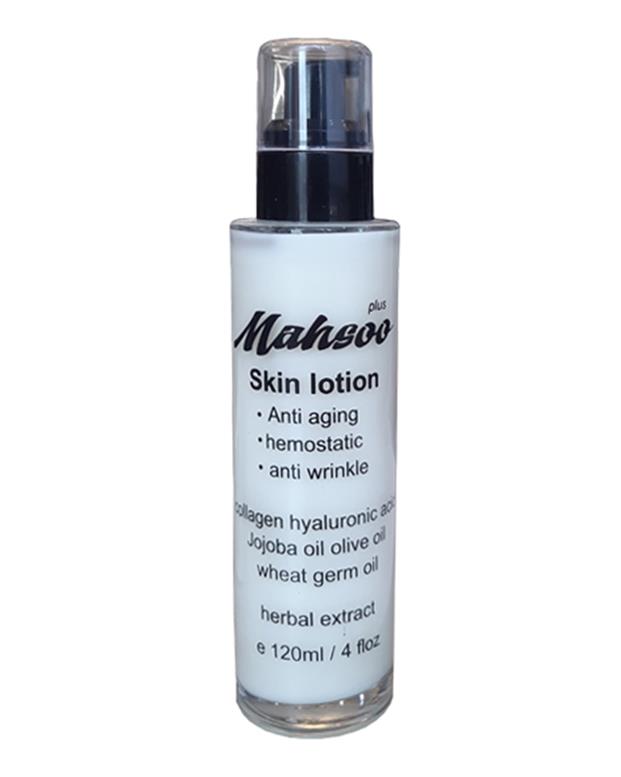 plus
Mahsoo
Skin lotion
• Anti aging
• hemostatic
• anti wrinkle
collagen hyaluronic acid
Jojoba oil olive oil
wheat germ oil
herbal extract
e 120ml / 4 floz